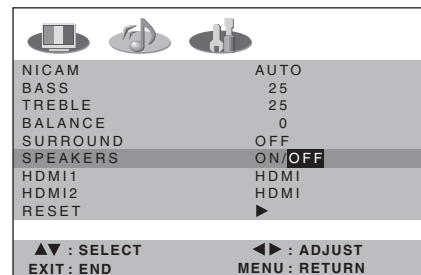 NICAM AUTO
BASS 25
TREBLE 25
BALANCE 0
SURROUND OFF
SPEAKERS ON/OFF
HDMI1 HDMI
HDMI2 HDMI
RESET ▶
▲▼ : SELECT ◀▶ : ADJUST
EXIT : END MENU : RETURN